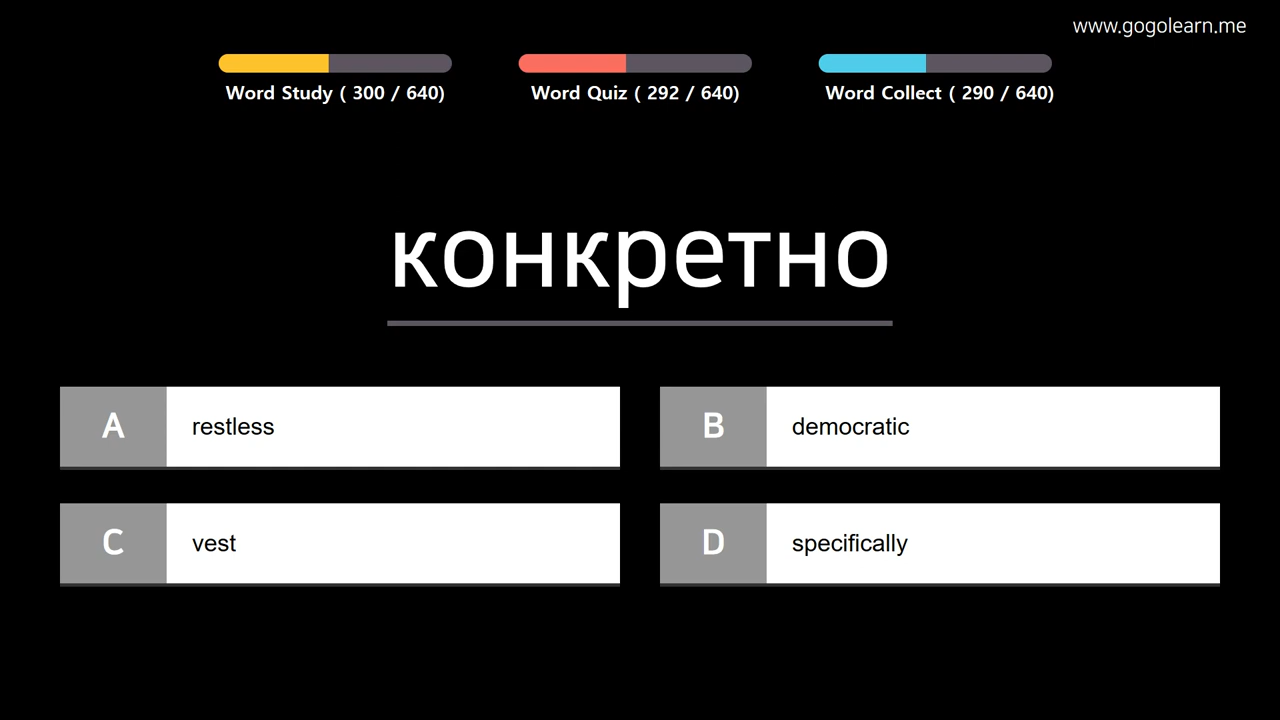 www.gogolearn.me
Word Study ( 300 / 640)
Word Quiz ( 292 / 640)
Word Collect ( 290 / 640)
конкретно
A restless
B democratic
C vest
D specifically